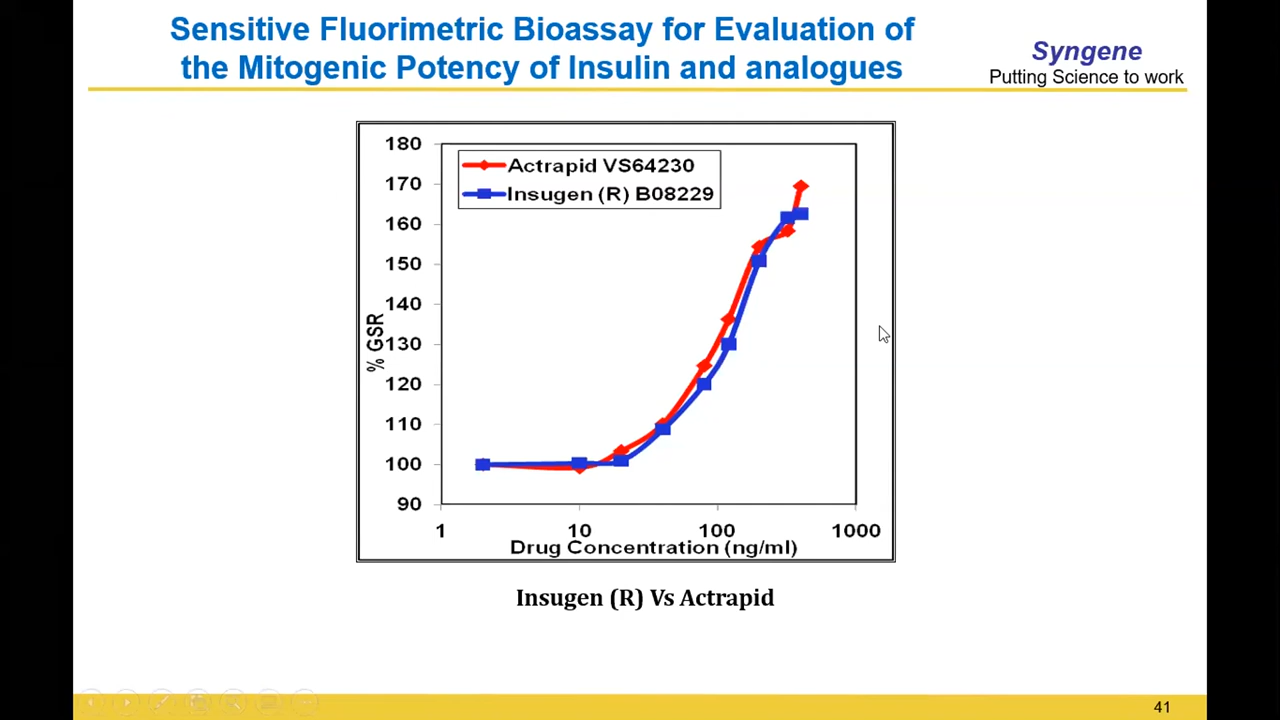 Sensitive Fluorimetric Bioassay for Evaluation of
the Mitogenic Potency of Insulin and analogues
Syngene
Putting Science to work
180
170
160
150
140
130
120
110
100
90
% GSR
Actrapid VS64230
Insugen (R) B08229
1
10
100
1000
Drug Concentration (ng/ml)
Insugen (R) Vs Actrapid
41